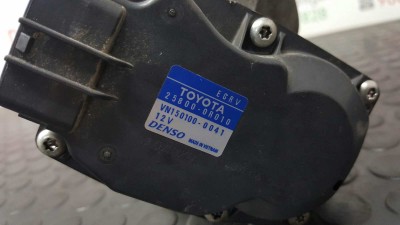 EGRV
TOYOTA
25800-0R010
VN150100-0041
12V
DENSO
MADE IN VIETNAM